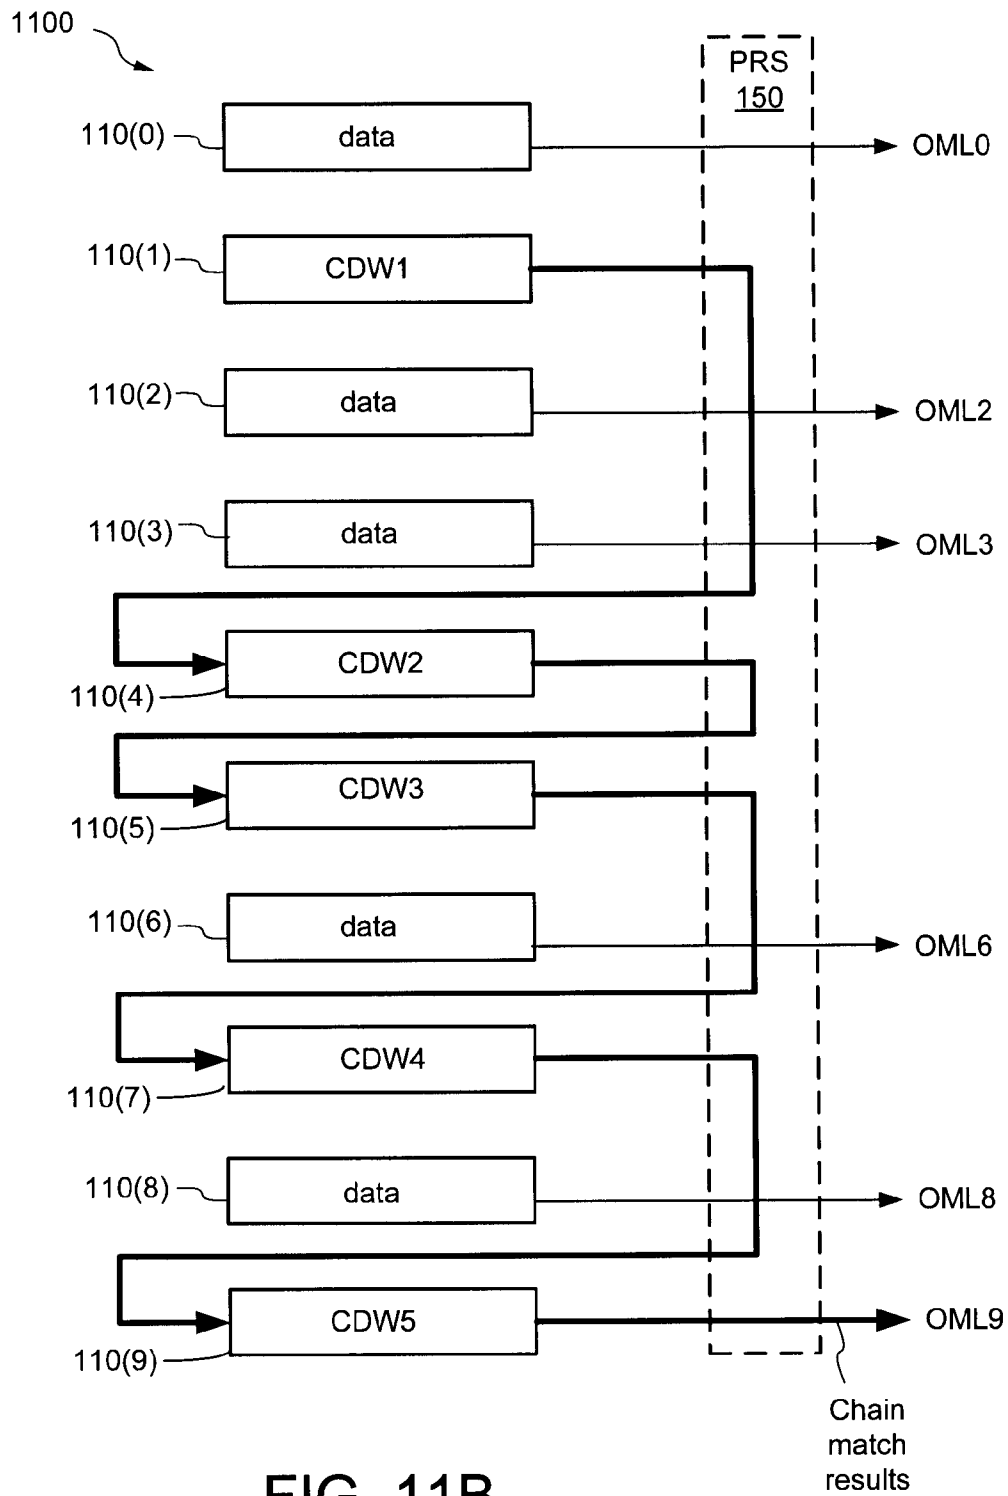 1100
PRS
150
110(0)
data
OML0
110(1)
CDW1
110(2)
data
OML2
110(3)
data
OML3
CDW2
110(4)
CDW3
110(5)
110(6)
data
OML6
CDW4
110(7)
110(8)
data
OML8
CDW5
OML9
110(9)
Chain
match
results
FIG. 11B